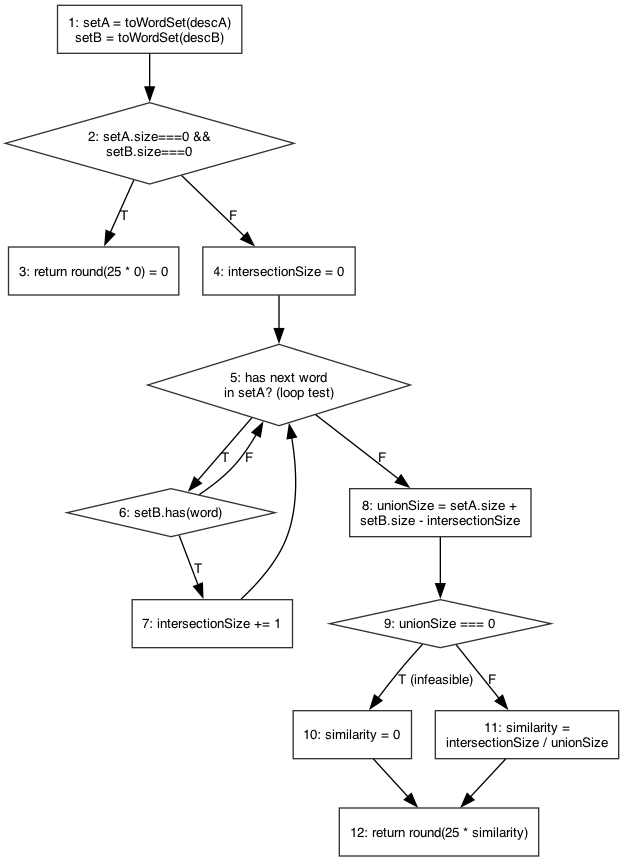 1: setA = toWordSet(descA)
setB = toWordSet(descB)
2: setA.size===0 &&
setB.size===0
T
F
3: return round(25 * 0) = 0
4: intersectionSize = 0
5: has next word
in setA? (loop test)
T
F
F
6: setB.has(word)
8: unionSize = setA.size +
setB.size - intersectionSize
T
7: intersectionSize += 1
9: unionSize === 0
T (infeasible)
F
10: similarity = 0
11: similarity =
intersectionSize / unionSize
12: return round(25 * similarity)